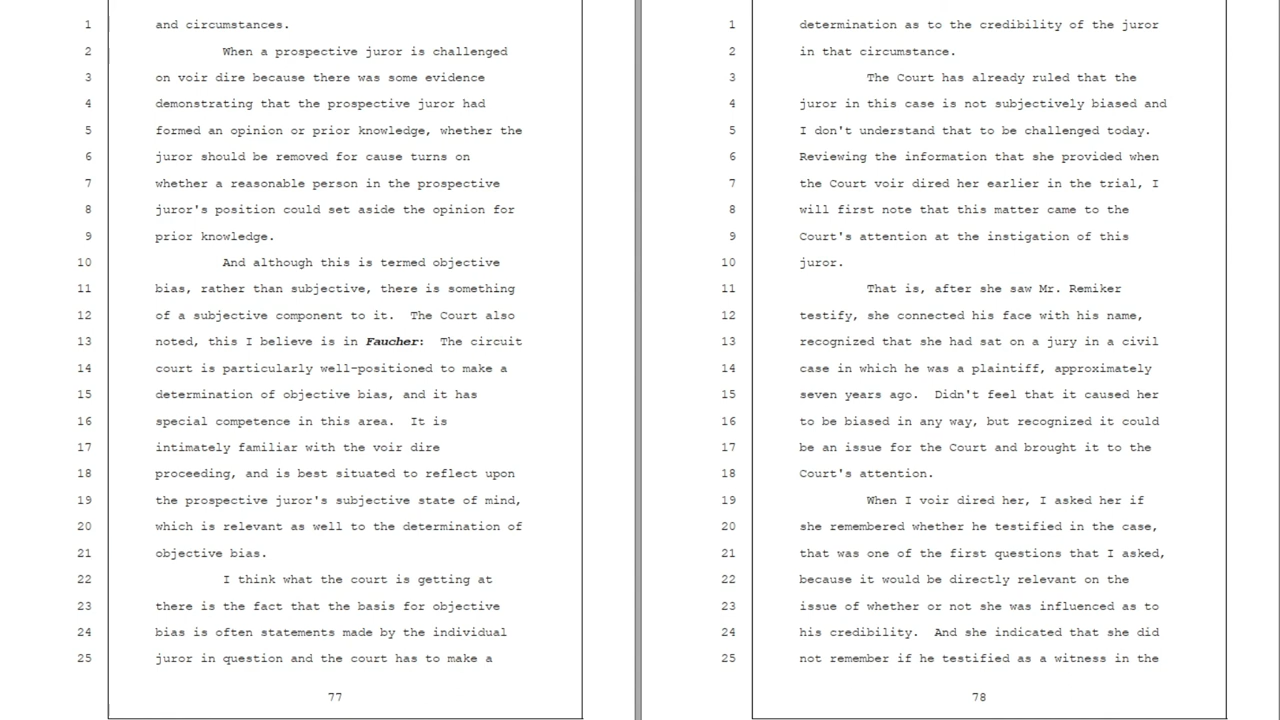 1 and circumstances.
2 When a prospective juror is challenged
3 on voir dire because there was some evidence
4 demonstrating that the prospective juror had
5 formed an opinion or prior knowledge, whether the
6 juror should be removed for cause turns on
7 whether a reasonable person in the prospective
8 juror's position could set aside the opinion for
9 prior knowledge.
10 And although this is termed objective
11 bias, rather than subjective, there is something
12 of a subjective component to it. The Court also
13 noted, this I believe is in Faucher: The circuit
14 court is particularly well-positioned to make a
15 determination of objective bias, and it has
16 special competence in this area. It is
17 intimately familiar with the voir dire
18 proceeding, and is best situated to reflect upon
19 the prospective juror's subjective state of mind,
20 which is relevant as well to the determination of
21 objective bias.
22 I think what the court is getting at
23 there is the fact that the basis for objective
24 bias is often statements made by the individual
25 juror in question and the court has to make a
77
1 determination as to the credibility of the juror
2 in that circumstance.
3 The Court has already ruled that the
4 juror in this case is not subjectively biased and
5 I don't understand that to be challenged today.
6 Reviewing the information that she provided when
7 the Court voir dired her earlier in the trial, I
8 will first note that this matter came to the
9 Court's attention at the instigation of this
10 juror.
11 That is, after she saw Mr. Remiker
12 testify, she connected his face with his name,
13 recognized that she had sat on a jury in a civil
14 case in which he was a plaintiff, approximately
15 seven years ago. Didn't feel that it caused her
16 to be biased in any way, but recognized it could
17 be an issue for the Court and brought it to the
18 Court's attention.
19 When I voir dired her, I asked her if
20 she remembered whether he testified in the case,
21 that was one of the first questions that I asked,
22 because it would be directly relevant on the
23 issue of whether or not she was influenced as to
24 his credibility. And she indicated that she did
25 not remember if he testified as a witness in the
78